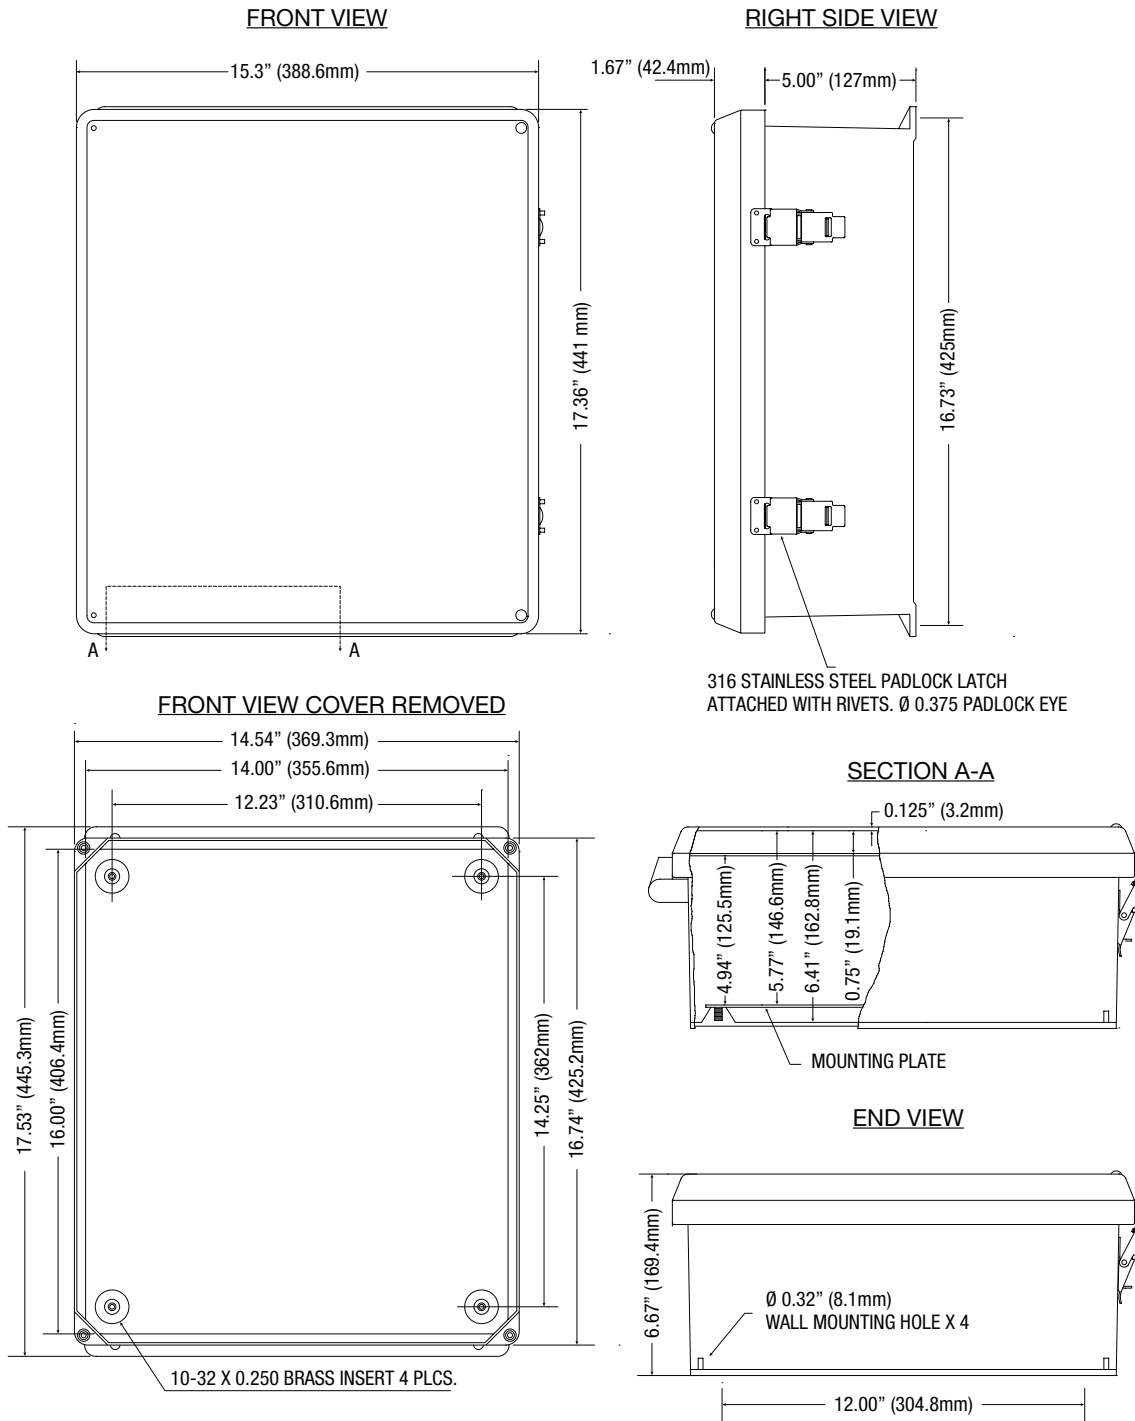 FRONT VIEW
15.3” (388.6mm)
17.36” (441 mm)
A
A
RIGHT SIDE VIEW
1.67” (42.4mm)
5.00” (127mm)
16.73” (425mm)
316 STAINLESS STEEL PADLOCK LATCH
ATTACHED WITH RIVETS. Ø 0.375 PADLOCK EYE
FRONT VIEW COVER REMOVED
14.54” (369.3mm)
14.00” (355.6mm)
12.23” (310.6mm)
17.53” (445.3mm)
16.00” (406.4mm)
14.25” (362mm)
16.74” (425.2mm)
10-32 X 0.250 BRASS INSERT 4 PLCS.
SECTION A-A
0.125” (3.2mm)
4.94” (125.5mm)
5.77” (146.6mm)
6.41” (162.8mm)
0.75” (19.1mm)
MOUNTING PLATE
END VIEW
6.67” (169.4mm)
Ø 0.32” (8.1mm)
WALL MOUNTING HOLE X 4
12.00” (304.8mm)